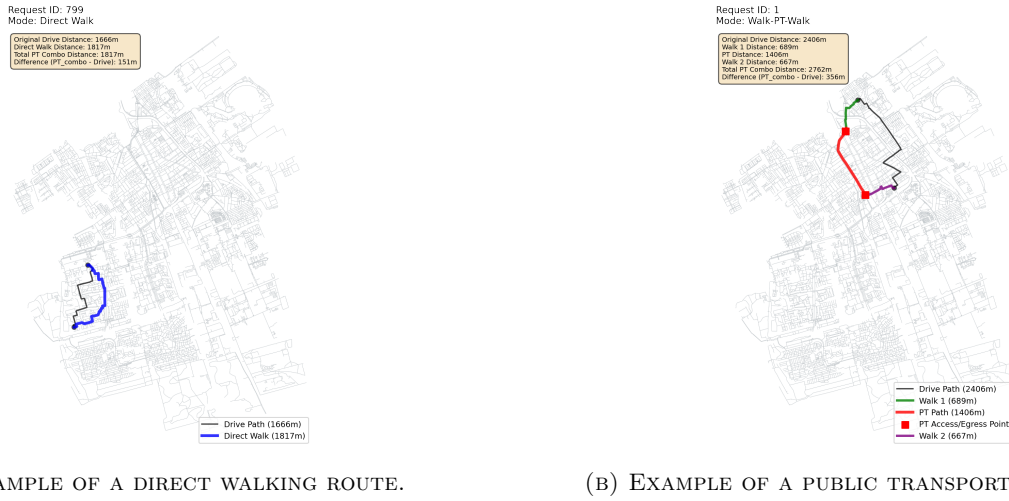 Request ID: 799
Mode: Direct Walk
Original Drive Distance: 1666m
Direct Walk Distance: 1817m
Total PT Combo Distance: 1817m
Difference (PT_combo - Drive): 151m
Drive Path (1666m)
Direct Walk (1817m)
AMPLE OF A DIRECT WALKING ROUTE.
Request ID: 1
Mode: Walk-PT-Walk
Original Drive Distance: 2406m
Walk 1 Distance: 689m
PT Distance: 1406m
Walk 2 Distance: 667m
Total PT Combo Distance: 2762m
Difference (PT_combo - Drive): 356m
Drive Path (2406m)
Walk 1 (689m)
PT Path (1406m)
PT Access/Egress Point
Walk 2 (667m)
(B) EXAMPLE OF A PUBLIC TRANSPORT